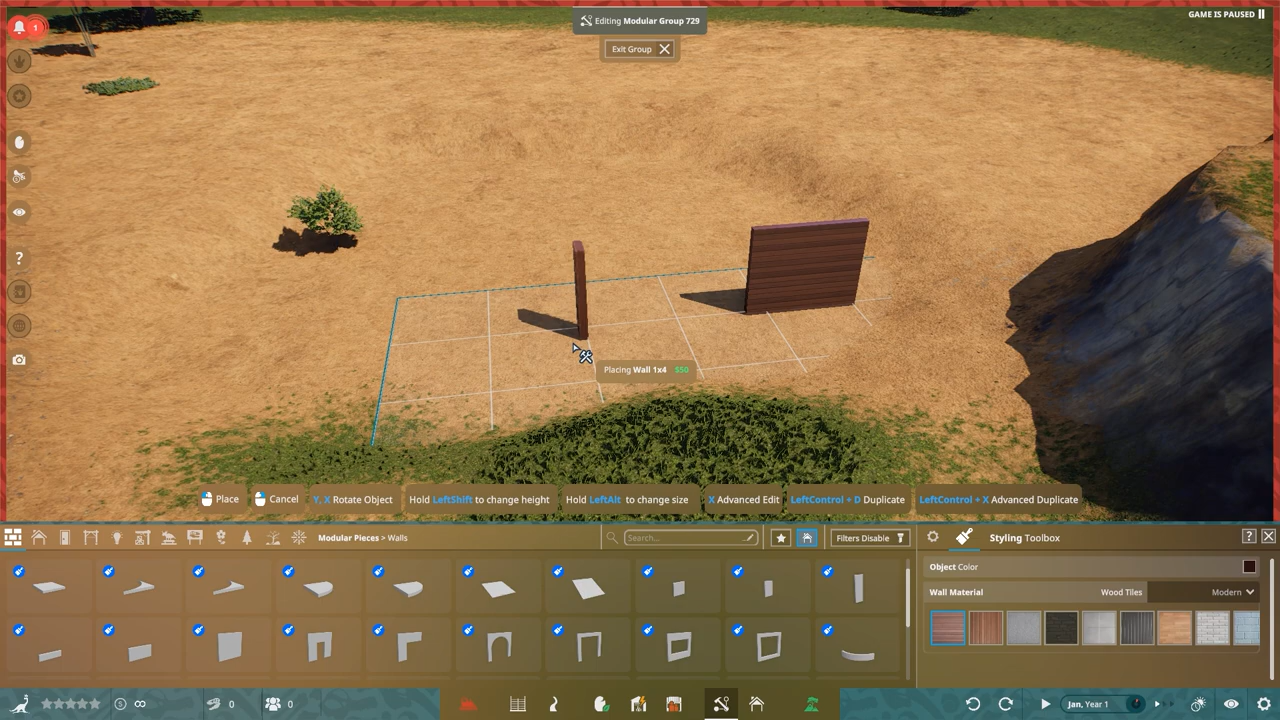 1
Editing Modular Group 729
GAME IS PAUSED
Exit Group
?
Placing Wall 1x4 $50
Place
Cancel
Y, X Rotate Object
Hold LeftShift to change height
Hold LeftAlt to change size
X Advanced Edit
LeftControl + D Duplicate
LeftControl + X Advanced Duplicate
Modular Pieces > Walls
Search...
Filters Disable
Styling Toolbox
?
Object Color
Wall Material
Wood Tiles
Modern
$ ∞
0
0
Jan, Year 1